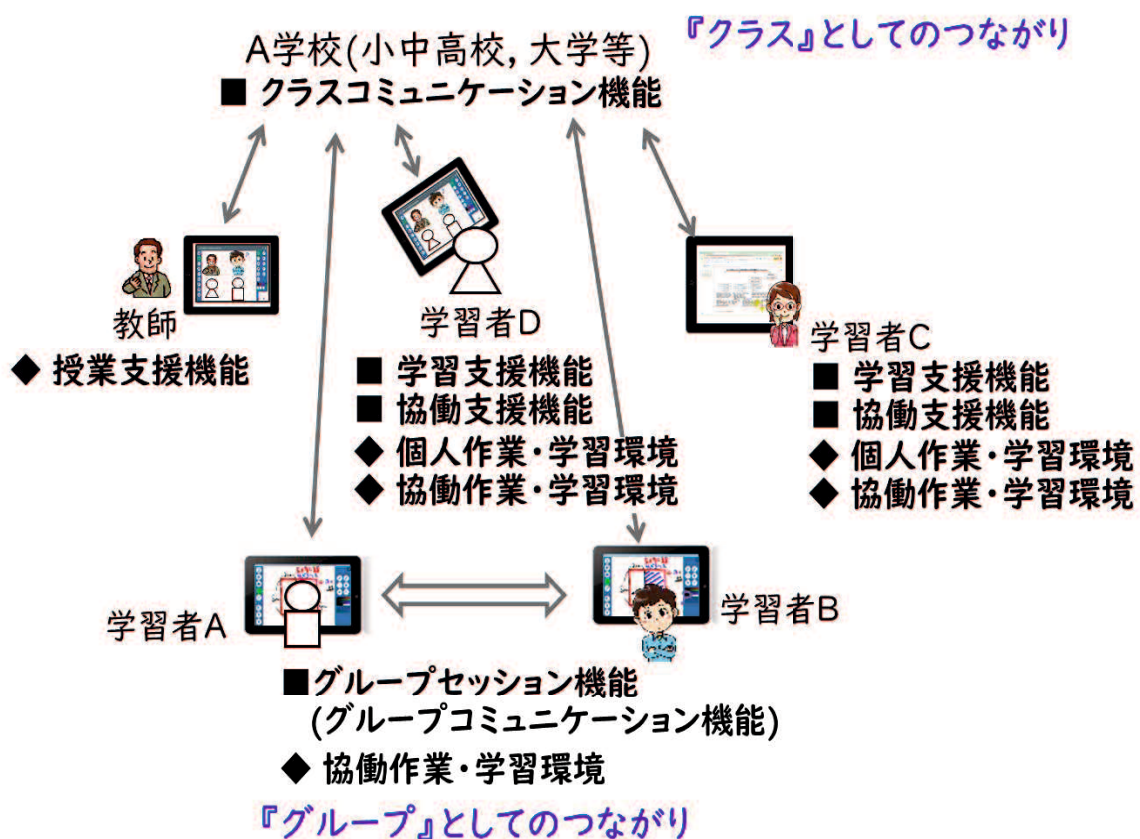 『クラス』としてのつながり
A学校(小中高校, 大学等)
■ クラスコミュニケーション機能
教師
◆ 授業支援機能
学習者D
■ 学習支援機能
■ 協働支援機能
◆ 個人作業・学習環境
◆ 協働作業・学習環境
学習者C
■ 学習支援機能
■ 協働支援機能
◆ 個人作業・学習環境
◆ 協働作業・学習環境
学習者A
学習者B
■グループセッション機能
(グループコミュニケーション機能)
◆ 協働作業・学習環境
『グループ』としてのつながり